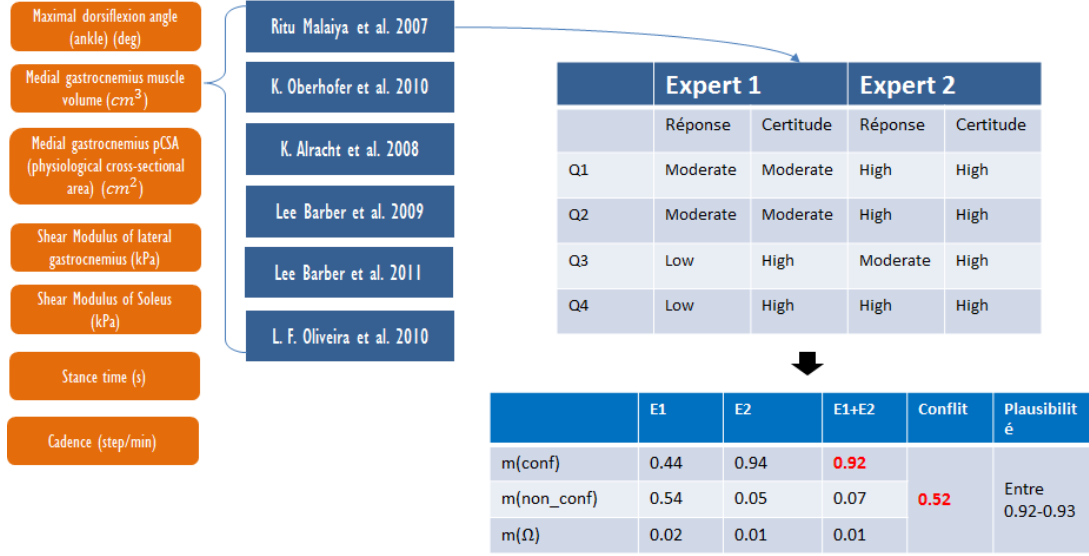 Maximal dorsiflexion angle
(ankle) (deg)
Medial gastrocnemius muscle
volume (cm³)
Medial gastrocnemius pCSA
(physiological cross-sectional
area) (cm²)
Shear Modulus of lateral
gastrocnemius (kPa)
Shear Modulus of Soleus
(kPa)
Stance time (s)
Cadence (step/min)
Ritu Malaiya et al. 2007
K. Oberhofer et al. 2010
K. Alracht et al. 2008
Lee Barber et al. 2009
Lee Barber et al. 2011
L. F. Oliveira et al. 2010
Expert 1 Expert 2
Réponse Certitude Réponse Certitude
Q1 Moderate Moderate High High
Q2 Moderate Moderate High High
Q3 Low High Moderate High
Q4 Low High High High
E1 E2 E1+E2 Conflit Plausibilit
é
m(conf) 0.44 0.94 0.92
m(non_conf) 0.54 0.05 0.07
m(Ω) 0.02 0.01 0.01
0.52
Entre
0.92-0.93